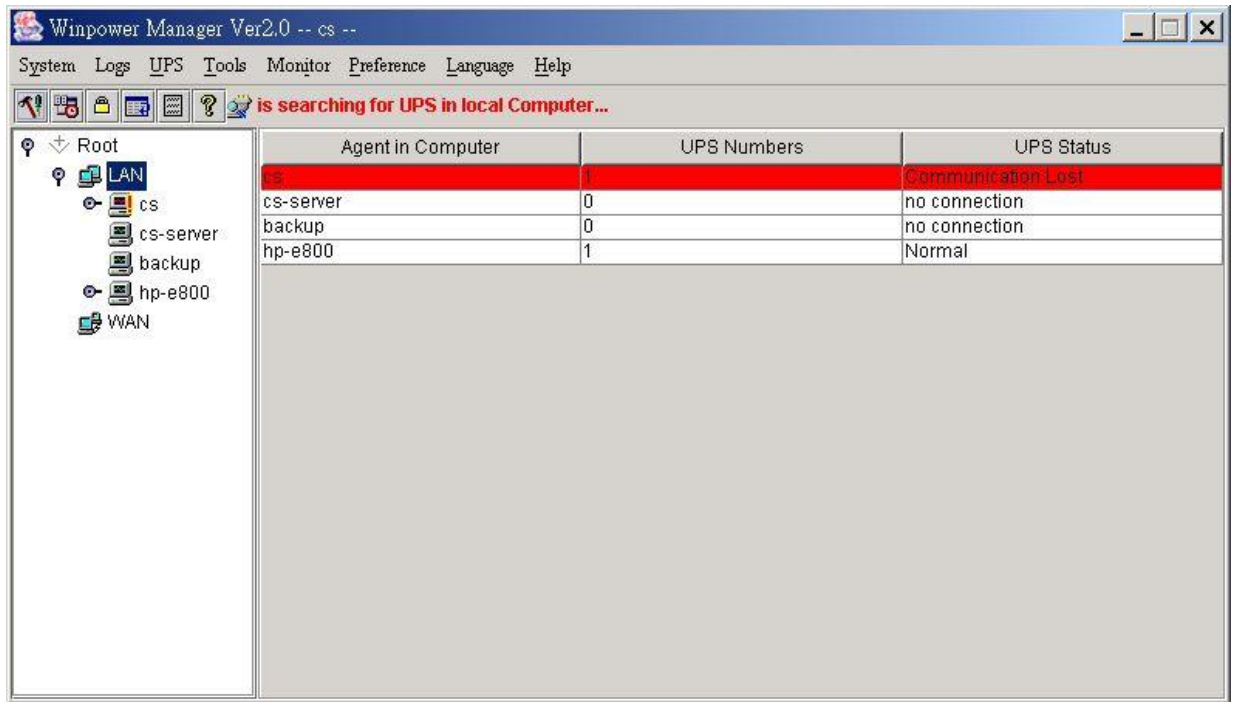 Winpower Manager Ver2.0 -- cs --
System Logs UPS Tools Monitor Preference Language Help
is searching for UPS in local Computer...
Root
LAN
cs
cs-server
backup
hp-e800
WAN
Agent in Computer UPS Numbers UPS Status
cs 1 Communication Lost
cs-server 0 no connection
backup 0 no connection
hp-e800 1 Normal